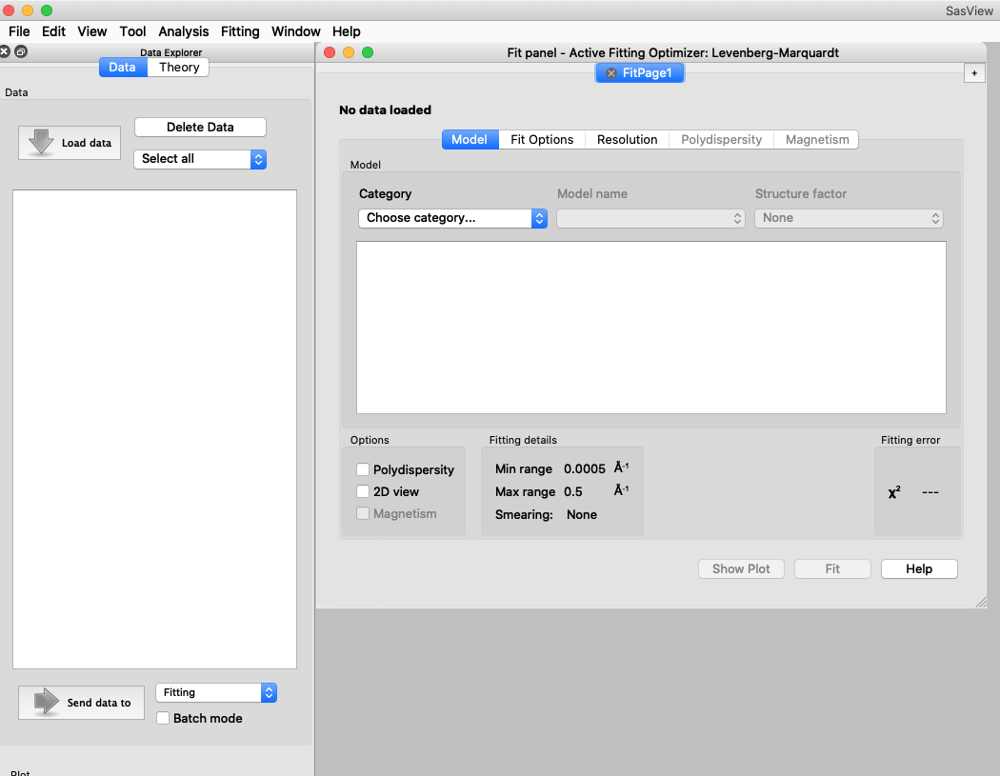 SasView
File Edit View Tool Analysis Fitting Window Help
Data Explorer
Data Theory
Data
Load data
Delete Data
Select all
Send data to
Fitting
Batch mode
Plot
Fit panel - Active Fitting Optimizer: Levenberg-Marquardt
FitPage1
+
No data loaded
Model Fit Options Resolution Polydispersity Magnetism
Model
Category Model name Structure factor
Choose category... None
Options
Polydispersity
2D view
Magnetism
Fitting details
Min range 0.0005 Å⁻¹
Max range 0.5 Å⁻¹
Smearing: None
Fitting error
χ² ---
Show Plot Fit Help